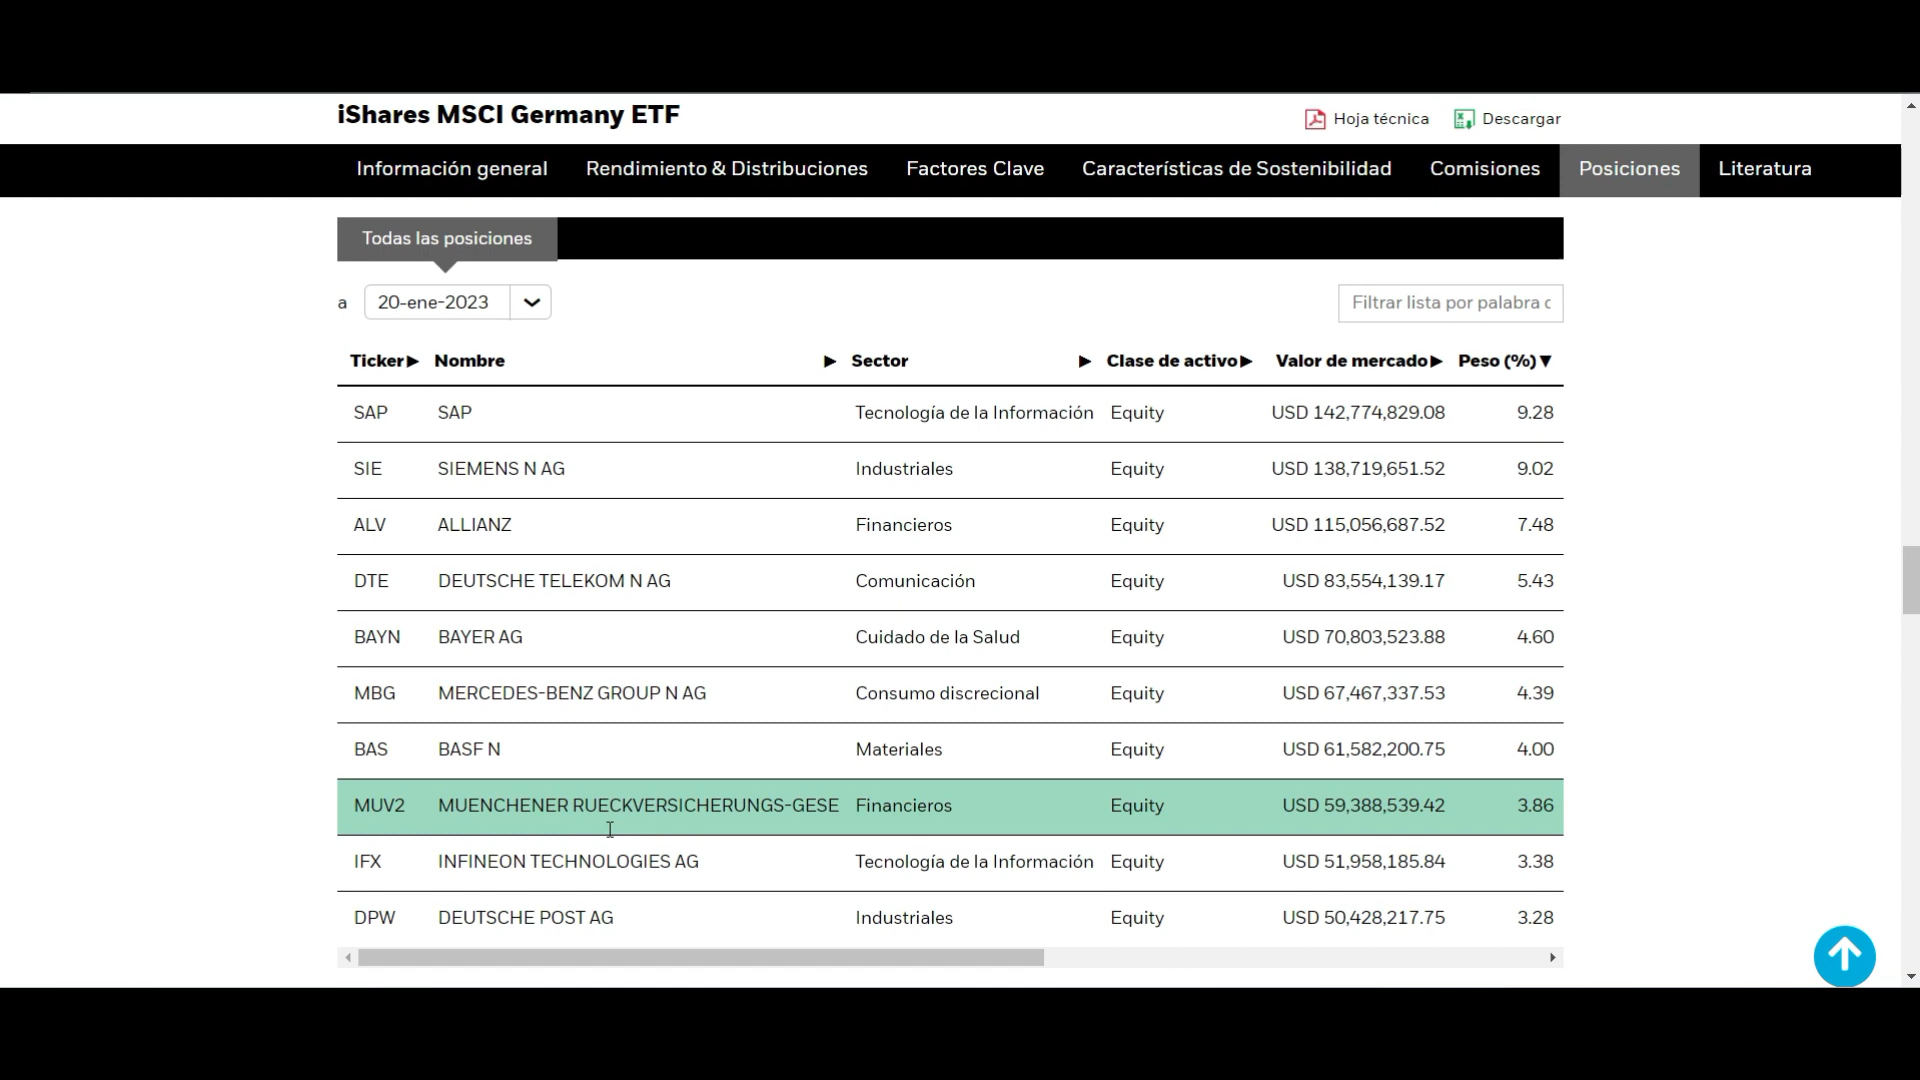 iShares MSCI Germany ETF
Hoja técnica Descargar
Información general Rendimiento & Distribuciones Factores Clave Características de Sostenibilidad Comisiones Posiciones Literatura
Todas las posiciones
a 20-ene-2023 Filtrar lista por palabra c
Ticker▶ Nombre ▶ Sector ▶ Clase de activo▶ Valor de mercado▶ Peso (%)▼
SAP SAP Tecnología de la Información Equity USD 142,774,829.08 9.28
SIE SIEMENS N AG Industriales Equity USD 138,719,651.52 9.02
ALV ALLIANZ Financieros Equity USD 115,056,687.52 7.48
DTE DEUTSCHE TELEKOM N AG Comunicación Equity USD 83,554,139.17 5.43
BAYN BAYER AG Cuidado de la Salud Equity USD 70,803,523.88 4.60
MBG MERCEDES-BENZ GROUP N AG Consumo discrecional Equity USD 67,467,337.53 4.39
BAS BASF N Materiales Equity USD 61,582,200.75 4.00
MUV2 MUENCHENER RUECKVERSICHERUNGS-GESE Financieros Equity USD 59,388,539.42 3.86
IFX INFINEON TECHNOLOGIES AG Tecnología de la Información Equity USD 51,958,185.84 3.38
DPW DEUTSCHE POST AG Industriales Equity USD 50,428,217.75 3.28